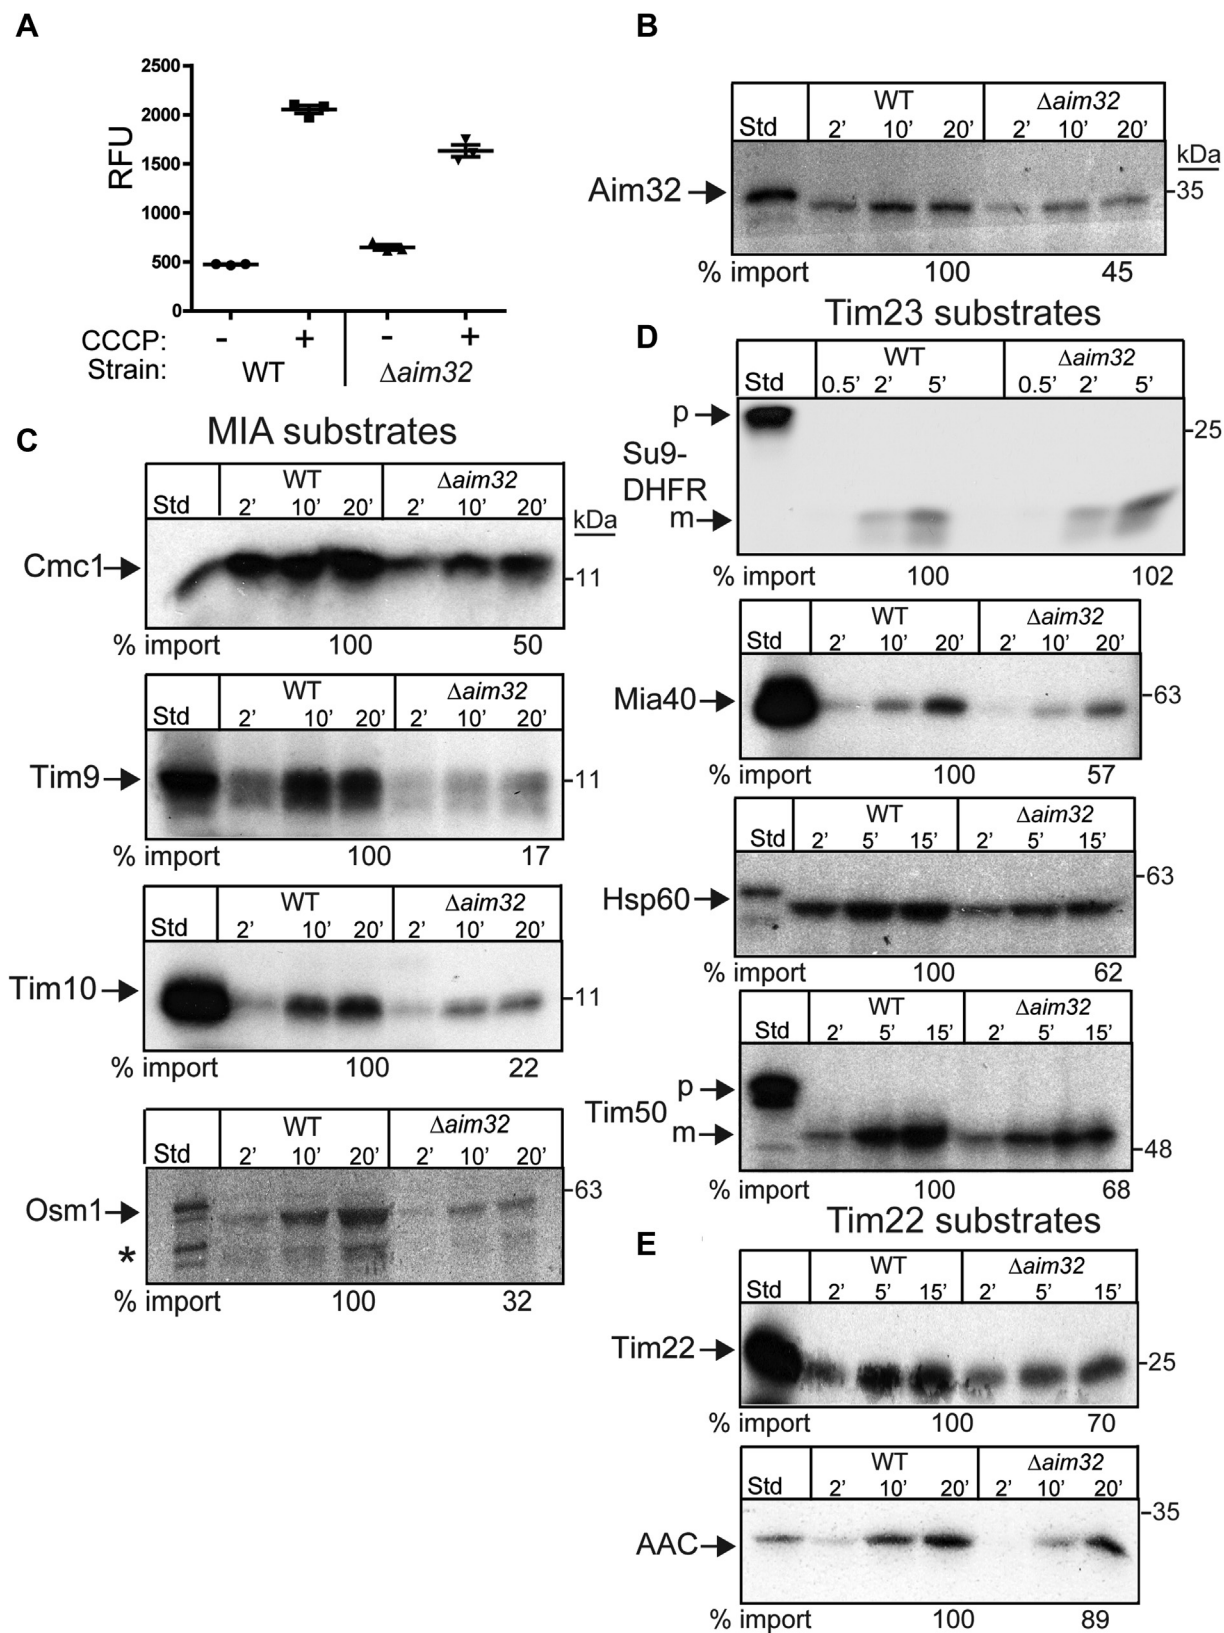 A
2500
2000
1500
1000
500
0
RFU
CCCP: - + - +
Strain: WT Δaim32
B
Std WT Δaim32
2’ 10’ 20’ 2’ 10’ 20’
kDa
Aim32
35
% import 100 45
C
MIA substrates
Std WT Δaim32
2’ 10’ 20’ 2’ 10’ 20’
kDa
Cmc1
11
% import 100 50
Std WT Δaim32
2’ 10’ 20’ 2’ 10’ 20’
Tim9
11
% import 100 17
Std WT Δaim32
2’ 10’ 20’ 2’ 10’ 20’
Tim10
11
% import 100 22
Std WT Δaim32
2’ 10’ 20’ 2’ 10’ 20’
63
Osm1
*
% import 100 32
Tim23 substrates
D
Std WT Δaim32
0.5’ 2’ 5’ 0.5’ 2’ 5’
p
25
Su9-
DHFR
m
% import 100 102
Std WT Δaim32
2’ 10’ 20’ 2’ 10’ 20’
Mia40
63
% import 100 57
Std WT Δaim32
2’ 5’ 15’ 2’ 5’ 15’
63
Hsp60
% import 100 62
Std WT Δaim32
2’ 5’ 15’ 2’ 5’ 15’
p
Tim50
m
48
% import 100 68
Tim22 substrates
E
Std WT Δaim32
2’ 5’ 15’ 2’ 5’ 15’
Tim22
25
% import 100 70
Std WT Δaim32
2’ 10’ 20’ 2’ 10’ 20’
35
AAC
% import 100 89